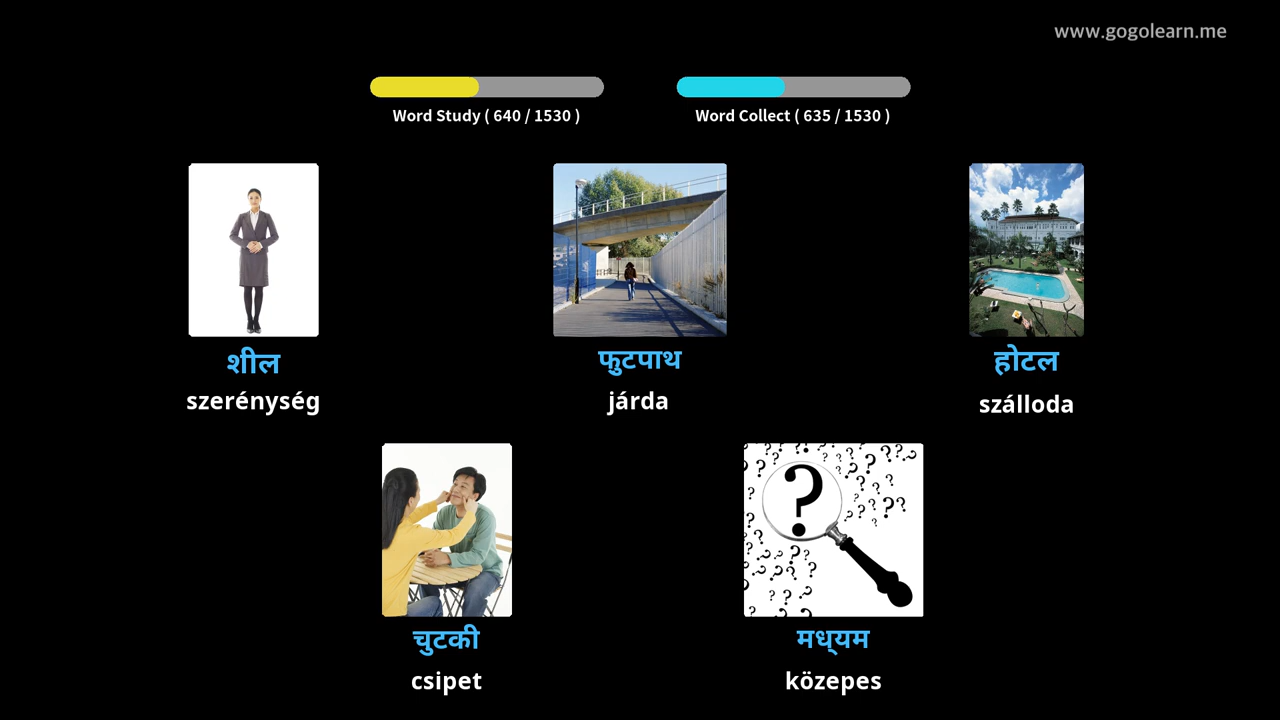 www.gogolearn.me
Word Study ( 640 / 1530 )
Word Collect ( 635 / 1530 )
शील
szerénység
फ़ुटपाथ
járda
होटल
szálloda
चुटकी
csipet
मध्यम
közepes